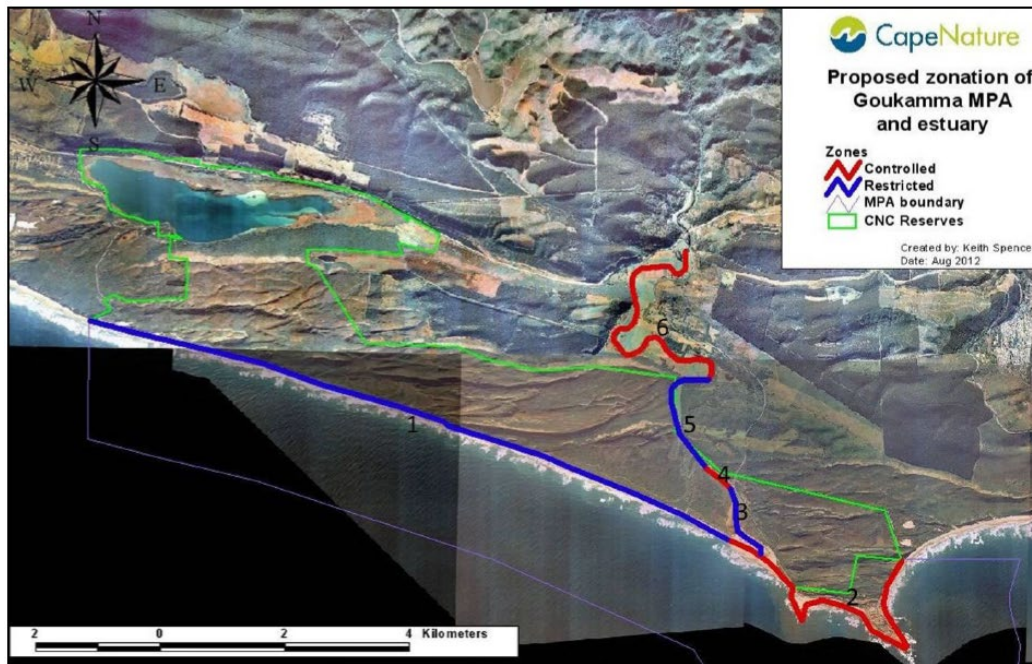 N
W
E
S
CapeNature
Proposed zonation of
Goukamma MPA
and estuary
Zones
Controlled
Restricted
MPA boundary
CNC Reserves
Created by: Keith Spence
Date: Aug 2012
6
1
5
4
3
2
2 0 2 4 Kilometers